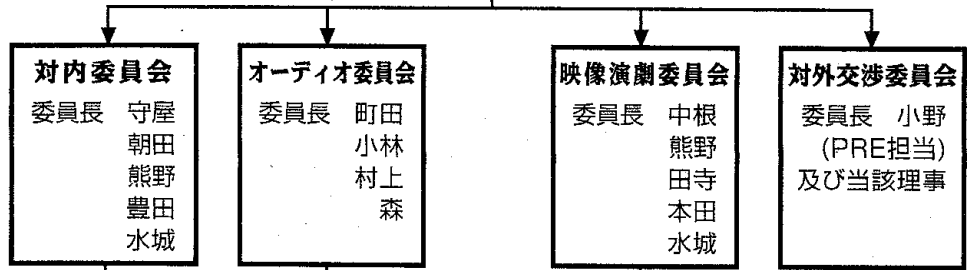 対内委員会
委員長 守屋
朝田
熊野
豊田
水城
オーディオ委員会
委員長 町田
小林
村上
森
映像演劇委員会
委員長 中根
熊野
田寺
本田
水城
対外交渉委員会
委員長 小野
(PRE担当)
及び当該理事